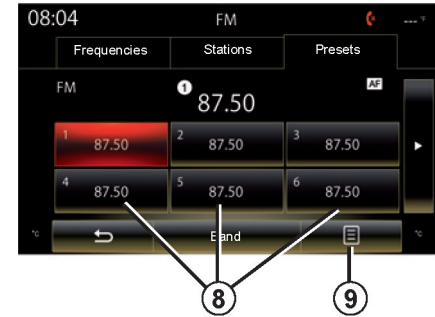 08:04 FM --- °F
Frequencies Stations Presets
FM 1 87.50 AF
1 87.50 2 87.50 3 87.50
4 87.50 5 87.50 6 87.50
°C Band °C
8 9